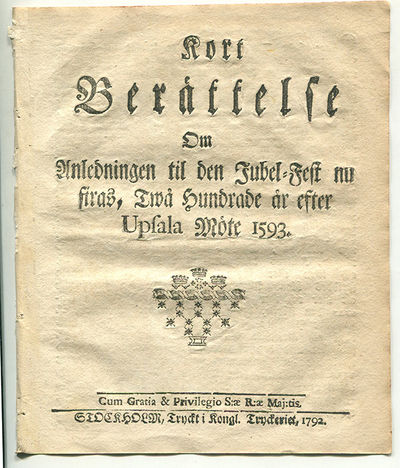 Kort
Berättelse
Om
Anledningen til den Jubel-Fest nu
firas, Twå Hundrade år efter
Upsala Möte 1593.
Cum Gratia & Privilegio S:æ R:æ Maj:tis.
STOCKHOLM, Tryckt i Kongl. Tryckeriet, 1792.